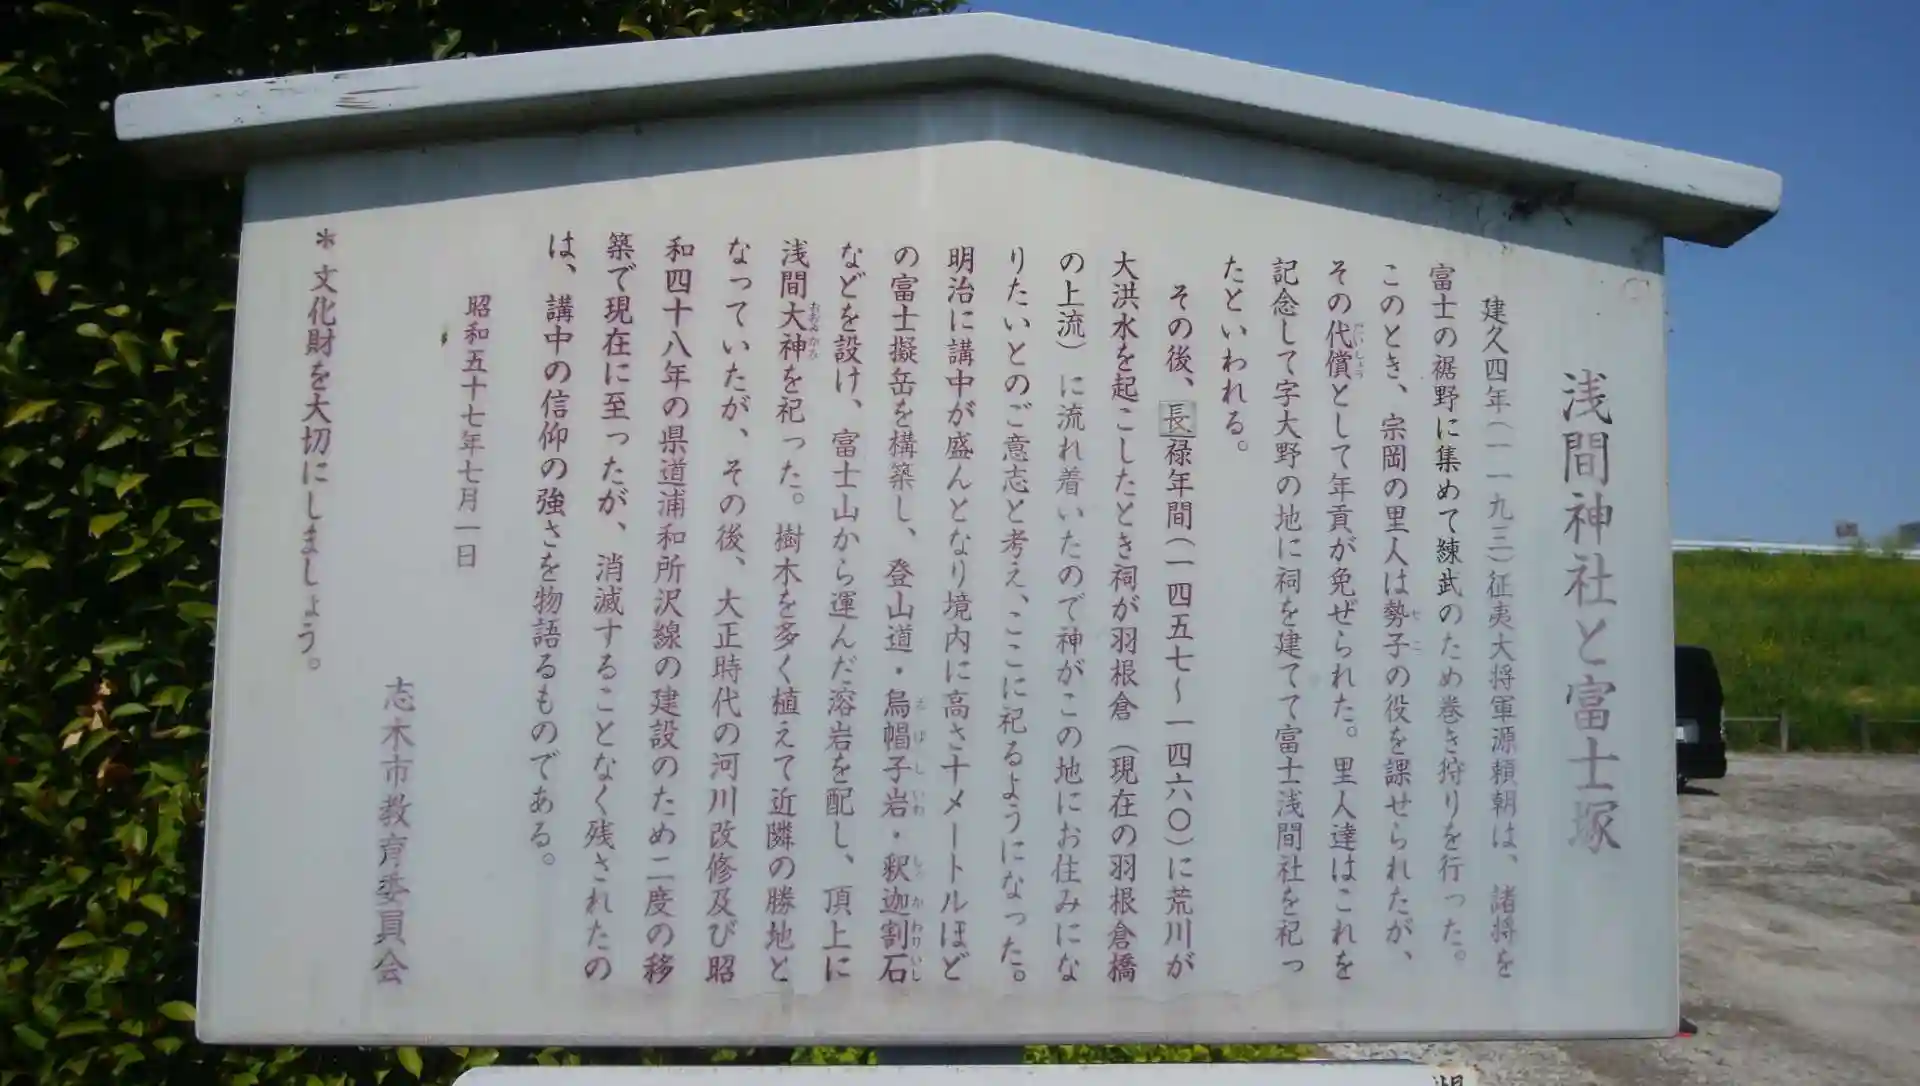 浅間神社と富士塚
建久四年(一一九三)征夷大将軍源頼朝は、諸将を
富士の裾野に集めて練武のため巻き狩りを行った。
このとき、宗岡の里人は勢子の役を課せられたが、
その代償として年貢が免ぜられた。里人達はこれを
記念して字大野の地に祠を建てて富士浅間社を祀っ
たといわれる。
その後、長禄年間(一四五七~一四六〇)に荒川が
大洪水を起こしたとき祠が羽根倉(現在の羽根倉橋
の上流)に流れ着いたので神がこの地にお住みにな
りたいとのご意志と考え、ここに祀るようになった。
明治に講中が盛んとなり境内に高さ十メートルほど
の富士擬岳を構築し、登山道・烏帽子岩・釈迦割石
などを設け、富士山から運んだ溶岩を配し、頂上に
浅間大神を祀った。樹木を多く植えて近隣の勝地と
なっていたが、その後、大正時代の河川改修及び昭
和四十八年の県道浦和所沢線の建設のため二度の移
築で現在に至ったが、消滅することなく残されたの
は、講中の信仰の強さを物語るものである。
昭和五十七年七月一日
志木市教育委員会
＊文化財を大切にしましょう。